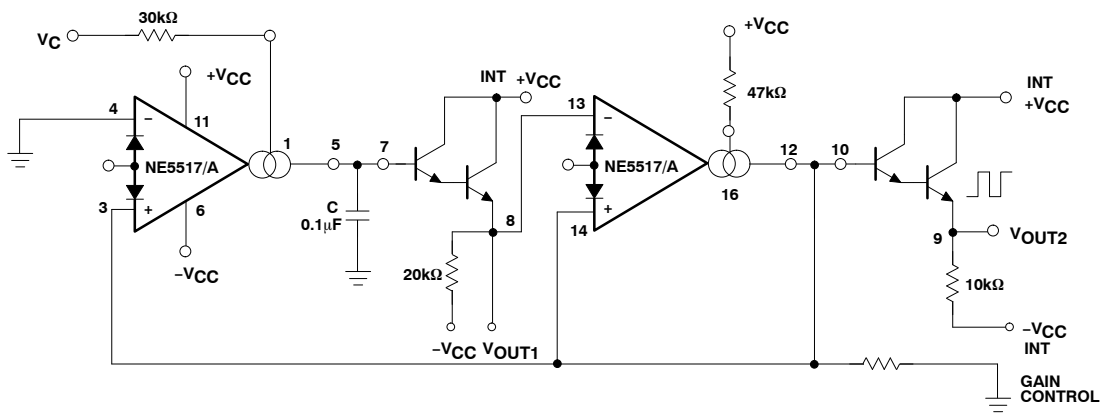 30kΩ
VC
+VCC
4
11
−
NE5517/A
1
3
+
6
−VCC
5
7
C
0.1μF
INT
+VCC
8
20kΩ
−VCC
VOUT1
13
−
NE5517/A
14
+
+VCC
47kΩ
16
12
10
INT
+VCC
9
VOUT2
10kΩ
−VCC
INT
GAIN
CONTROL